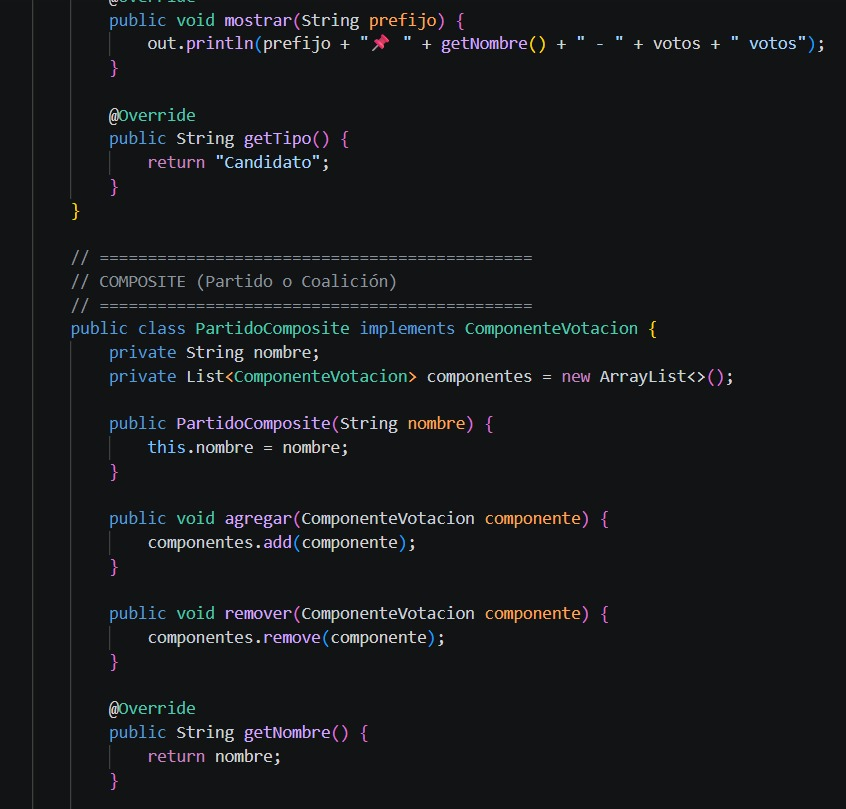 @Override
public void mostrar(String prefijo) {
out.println(prefijo + "📌 " + getNombre() + " - " + votos + " votos");
}
@Override
public String getTipo() {
return "Candidato";
}
}
// =============================================
// COMPOSITE (Partido o Coalición)
// =============================================
public class PartidoComposite implements ComponenteVotacion {
private String nombre;
private List<ComponenteVotacion> componentes = new ArrayList<>();
public PartidoComposite(String nombre) {
this.nombre = nombre;
}
public void agregar(ComponenteVotacion componente) {
componentes.add(componente);
}
public void remover(ComponenteVotacion componente) {
componentes.remove(componente);
}
@Override
public String getNombre() {
return nombre;
}